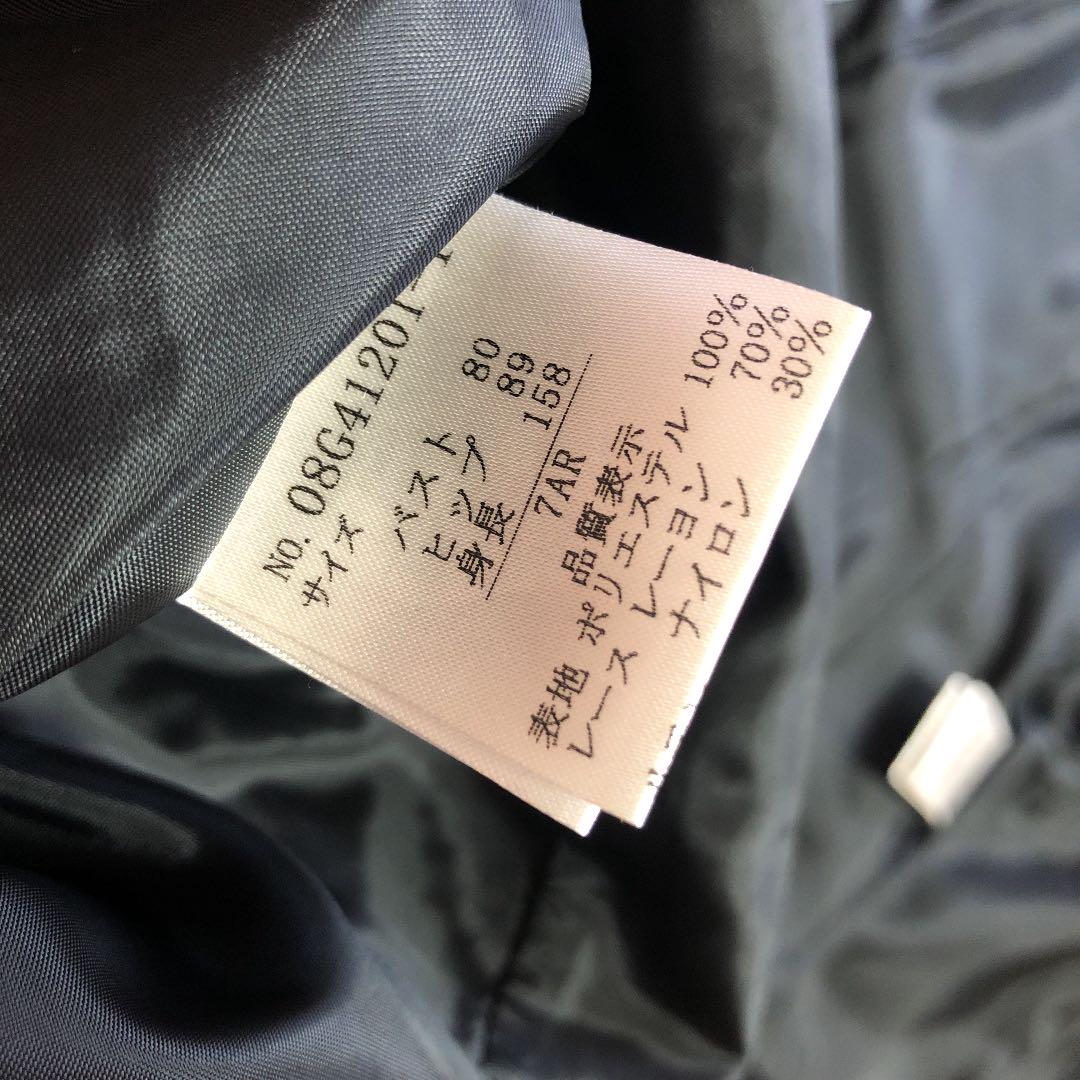 No. 08G41201-1
サイズ
バスト 80
ヒップ 89
身長 158
7AR
品質表示
表地 ポリエステル 100%
レース レーヨン 70%
ナイロン 30%